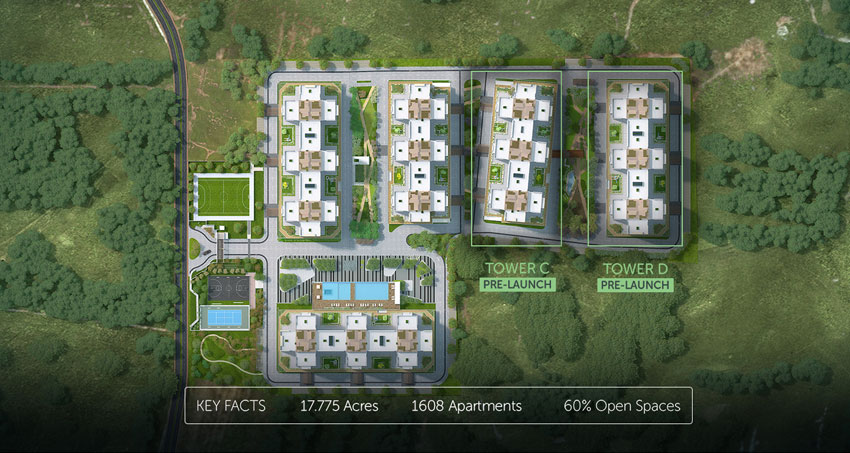 TOWER C
PRE-LAUNCH
TOWER D
PRE-LAUNCH
KEY FACTS 17.775 Acres 1608 Apartments 60% Open Spaces